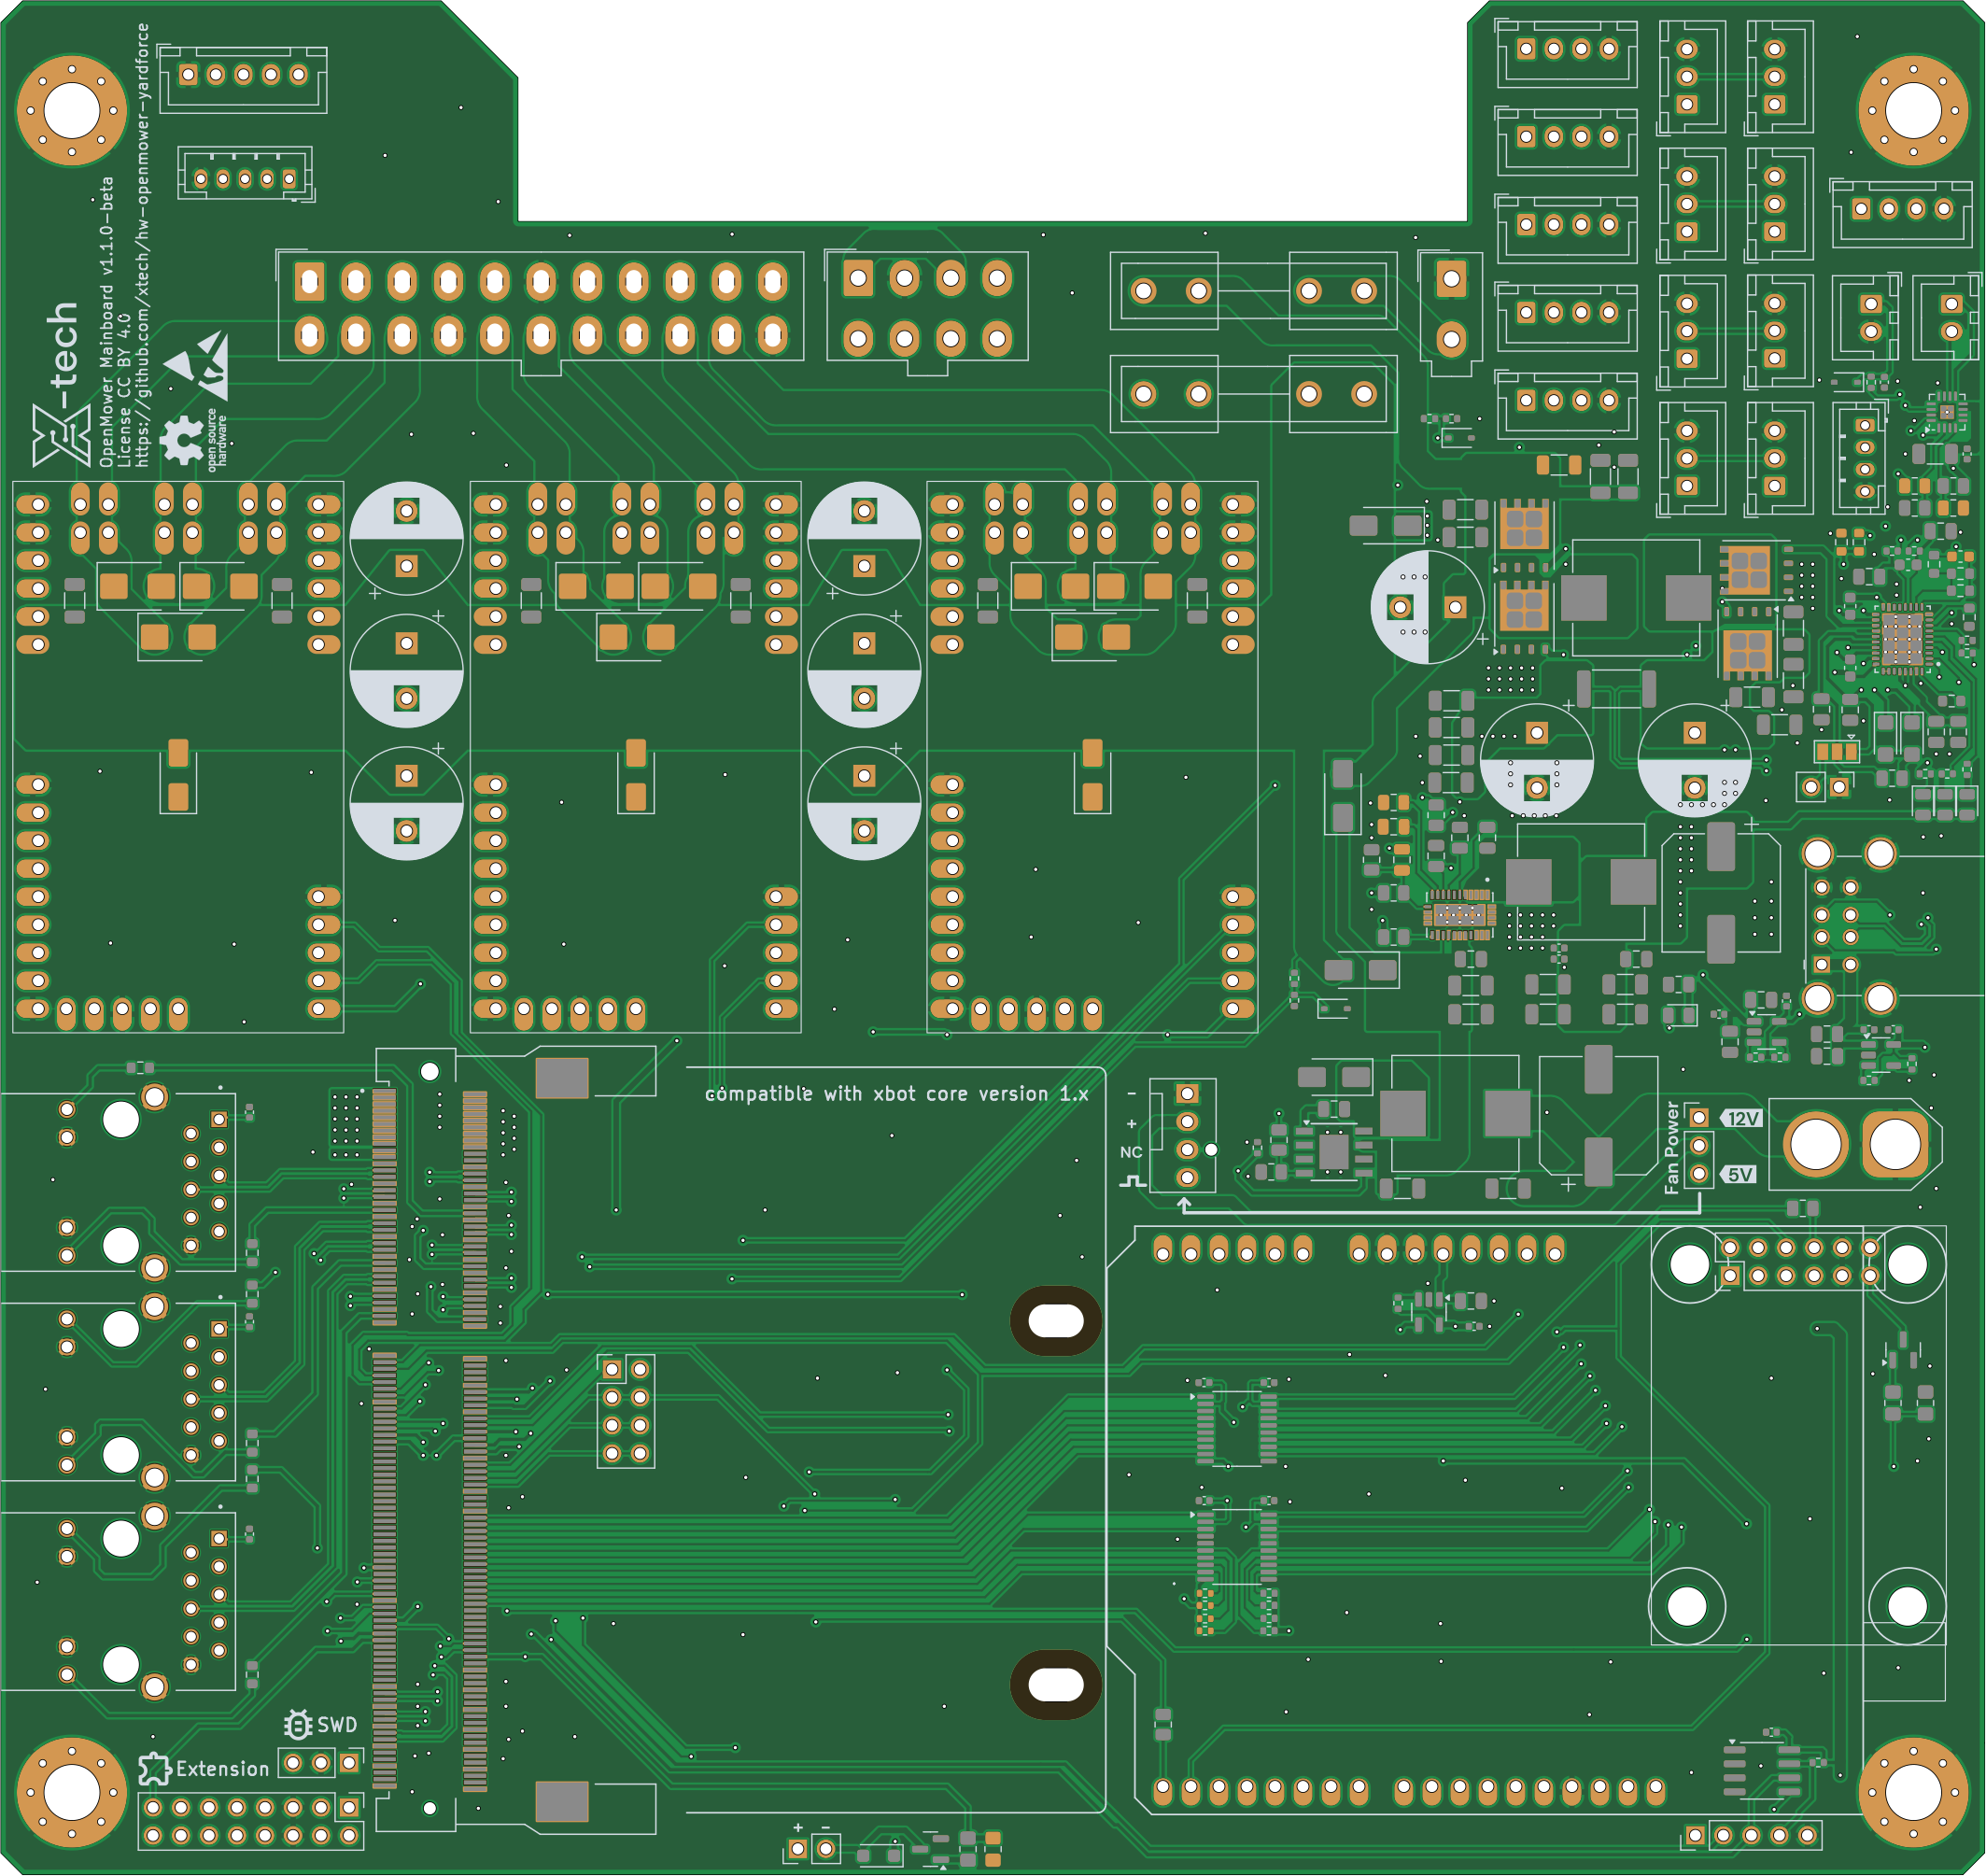 X-tech
OpenMower Mainboard v1.1.0-beta
License CC BY 4.0
https://github.com/xtech/hw-openmower-yardforce
open source
hardware
compatible with xbot core version 1.x
-
+
NC
Fan Power
12V
5V
SWD
Extension
+ -